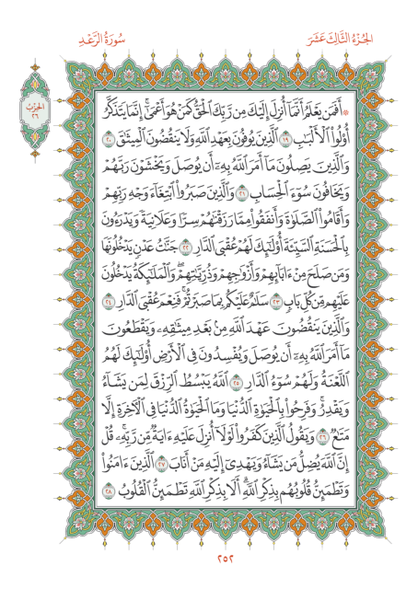 الجُزْءُ الثَّالِثَ عَشَرَ
سُورَةُ الرَّعْدِ
الحِزْبُ
٢٦
۞ أَفَمَن يَعْلَمُ أَنَّمَآ أُنزِلَ إِلَيْكَ مِن رَّبِّكَ ٱلْحَقُّ كَمَنْ هُوَ أَعْمَىٰٓۚ إِنَّمَا يَتَذَكَّرُ
أُو۟لُوا۟ ٱلْأَلْبَٰبِ ١٩ ٱلَّذِينَ يُوفُونَ بِعَهْدِ ٱللَّهِ وَلَا يَنقُضُونَ ٱلْمِيثَٰقَ ٢٠
وَٱلَّذِينَ يَصِلُونَ مَآ أَمَرَ ٱللَّهُ بِهِۦٓ أَن يُوصَلَ وَيَخْشَوْنَ رَبَّهُمْ
وَيَخَافُونَ سُوٓءَ ٱلْحِسَابِ ٢١ وَٱلَّذِينَ صَبَرُوا۟ ٱبْتِغَآءَ وَجْهِ رَبِّهِمْ
وَأَقَامُوا۟ ٱلصَّلَوٰةَ وَأَنفَقُوا۟ مِمَّا رَزَقْنَٰهُمْ سِرًّا وَعَلَانِيَةً وَيَدْرَءُونَ
بِٱلْحَسَنَةِ ٱلسَّيِّئَةَ أُو۟لَٰٓئِكَ لَهُمْ عُقْبَى ٱلدَّارِ ٢٢ جَنَّٰتُ عَدْنٍ يَدْخُلُونَهَا
وَمَن صَلَحَ مِنْ ءَابَآئِهِمْ وَأَزْوَٰجِهِمْ وَذُرِّيَّٰتِهِمْۖ وَٱلْمَلَٰٓئِكَةُ يَدْخُلُونَ
عَلَيْهِم مِّن كُلِّ بَابٍ ٢٣ سَلَٰمٌ عَلَيْكُم بِمَا صَبَرْتُمْۚ فَنِعْمَ عُقْبَى ٱلدَّارِ ٢٤
وَٱلَّذِينَ يَنقُضُونَ عَهْدَ ٱللَّهِ مِنۢ بَعْدِ مِيثَٰقِهِۦ وَيَقْطَعُونَ
مَآ أَمَرَ ٱللَّهُ بِهِۦٓ أَن يُوصَلَ وَيُفْسِدُونَ فِى ٱلْأَرْضِۙ أُو۟لَٰٓئِكَ لَهُمُ
ٱللَّعْنَةُ وَلَهُمْ سُوٓءُ ٱلدَّارِ ٢٥ ٱللَّهُ يَبْسُطُ ٱلرِّزْقَ لِمَن يَشَآءُ
وَيَقْدِرُۚ وَفَرِحُوا۟ بِٱلْحَيَوٰةِ ٱلدُّنْيَا وَمَا ٱلْحَيَوٰةُ ٱلدُّنْيَا فِى ٱلْءَاخِرَةِ إِلَّا
مَتَٰعٌ ٢٦ وَيَقُولُ ٱلَّذِينَ كَفَرُوا۟ لَوْلَآ أُنزِلَ عَلَيْهِ ءَايَةٌ مِّن رَّبِّهِۦۗ قُلْ
إِنَّ ٱللَّهَ يُضِلُّ مَن يَشَآءُ وَيَهْدِىٓ إِلَيْهِ مَنْ أَنَابَ ٢٧ ٱلَّذِينَ ءَامَنُوا۟
وَتَطْمَئِنُّ قُلُوبُهُم بِذِكْرِ ٱللَّهِۗ أَلَا بِذِكْرِ ٱللَّهِ تَطْمَئِنُّ ٱلْقُلُوبُ ٢٨
٢٥٢